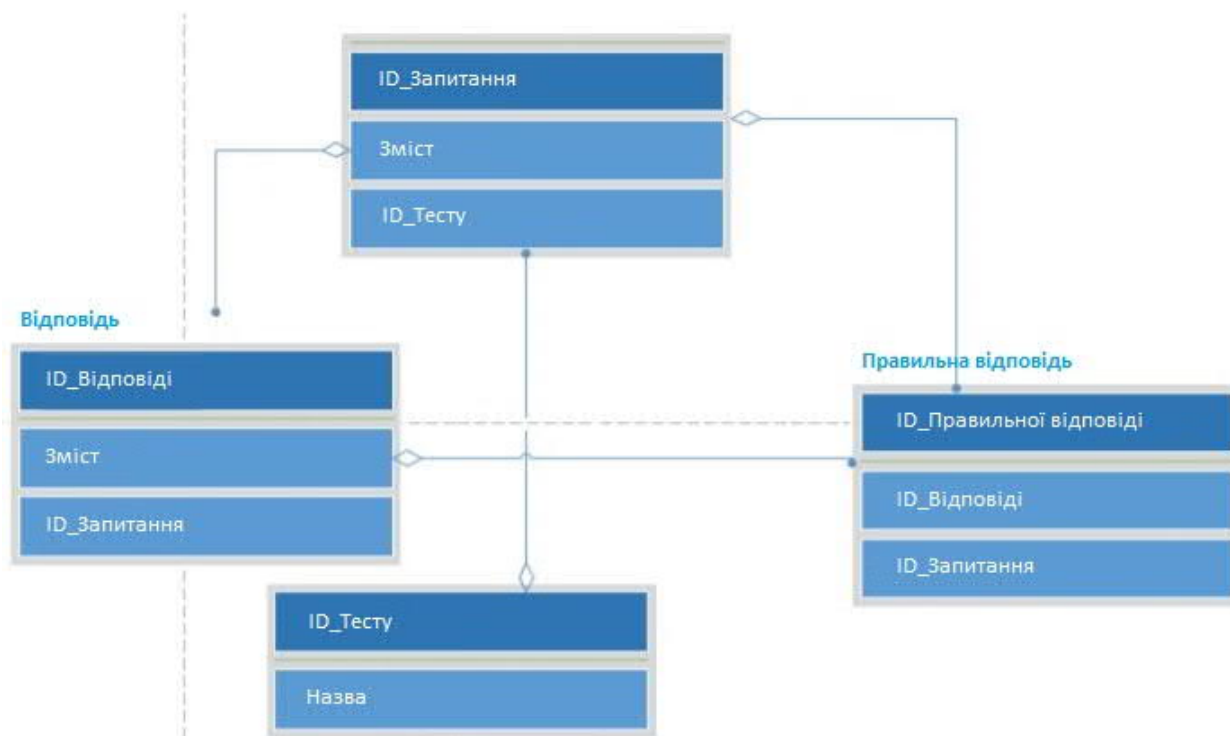 ID_Запитання
Зміст
ID_Тесту
Відповідь
ID_Відповіді
Зміст
ID_Запитання
Правильна відповідь
ID_Правильної відповіді
ID_Відповіді
ID_Запитання
ID_Тесту
Назва